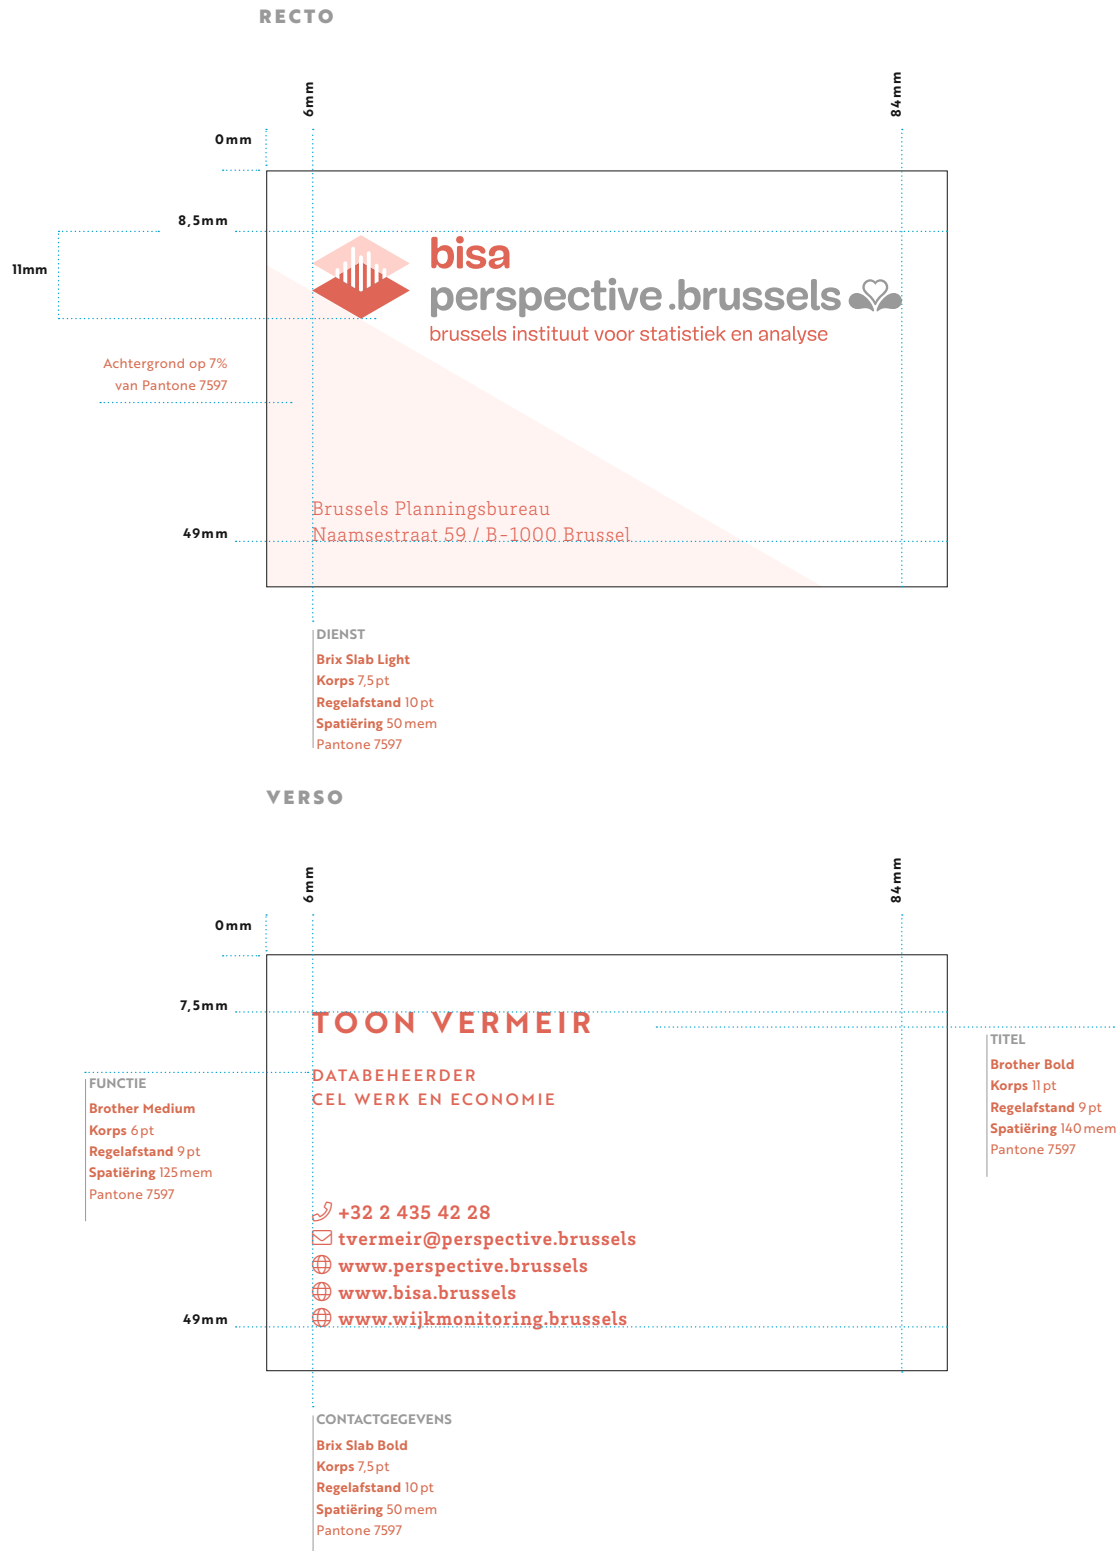 RECTO
6mm
84mm
0mm
8,5mm
11mm
bisa
perspective.brussels
brussels instituut voor statistiek en analyse
Achtergrond op 7%
van Pantone 7597
Brussels Planningsbureau
Naamsestraat 59 / B-1000 Brussel
49mm
DIENST
Brix Slab Light
Korps 7,5 pt
Regelafstand 10 pt
Spatiëring 50 mem
Pantone 7597
VERSO
6mm
84mm
0mm
7,5mm
TOON VERMEIR
DATABEHEERDER
CEL WERK EN ECONOMIE
TITEL
Brother Bold
Korps 11 pt
Regelafstand 9 pt
Spatiëring 140 mem
Pantone 7597
FUNCTIE
Brother Medium
Korps 6 pt
Regelafstand 9 pt
Spatiëring 125 mem
Pantone 7597
+32 2 435 42 28
tvermeir@perspective.brussels
www.perspective.brussels
www.bisa.brussels
www.wijkmonitoring.brussels
49mm
CONTACTGEGEVENS
Brix Slab Bold
Korps 7,5 pt
Regelafstand 10 pt
Spatiëring 50 mem
Pantone 7597